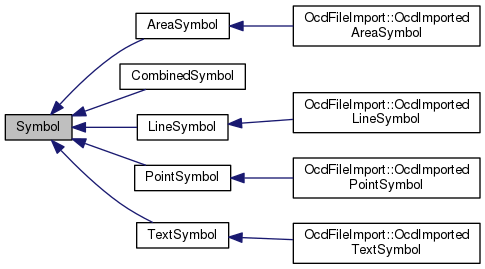 Symbol
AreaSymbol
CombinedSymbol
LineSymbol
PointSymbol
TextSymbol
OcdFileImport::OcdImported
AreaSymbol
OcdFileImport::OcdImported
LineSymbol
OcdFileImport::OcdImported
PointSymbol
OcdFileImport::OcdImported
TextSymbol